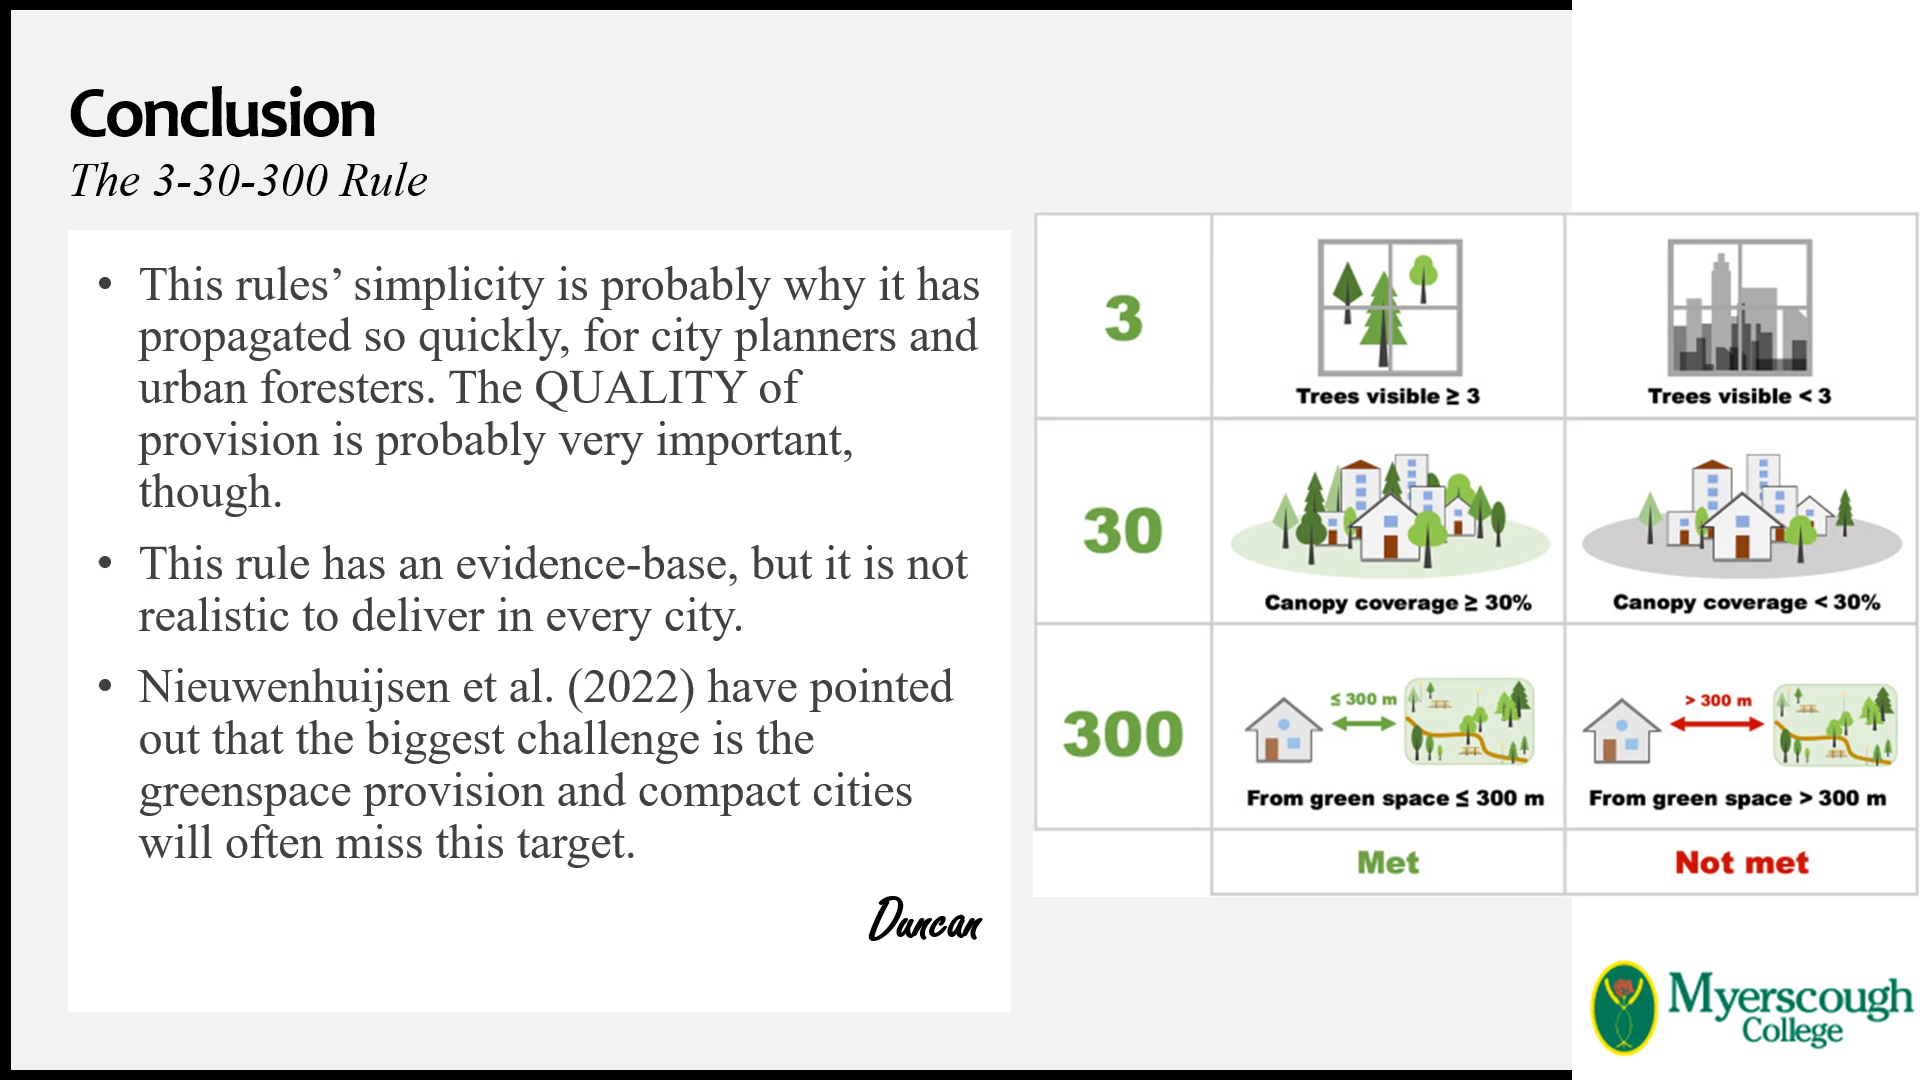 Conclusion
The 3-30-300 Rule
• This rules’ simplicity is probably why it has
propagated so quickly, for city planners and
urban foresters. The QUALITY of
provision is probably very important,
though.
• This rule has an evidence-base, but it is not
realistic to deliver in every city.
• Nieuwenhuijsen et al. (2022) have pointed
out that the biggest challenge is the
greenspace provision and compact cities
will often miss this target.
Duncan
3
Trees visible ≥ 3
Trees visible < 3
30
Canopy coverage ≥ 30%
Canopy coverage < 30%
300
≤ 300 m
From green space ≤ 300 m
> 300 m
From green space > 300 m
Met
Not met
Myerscough
College